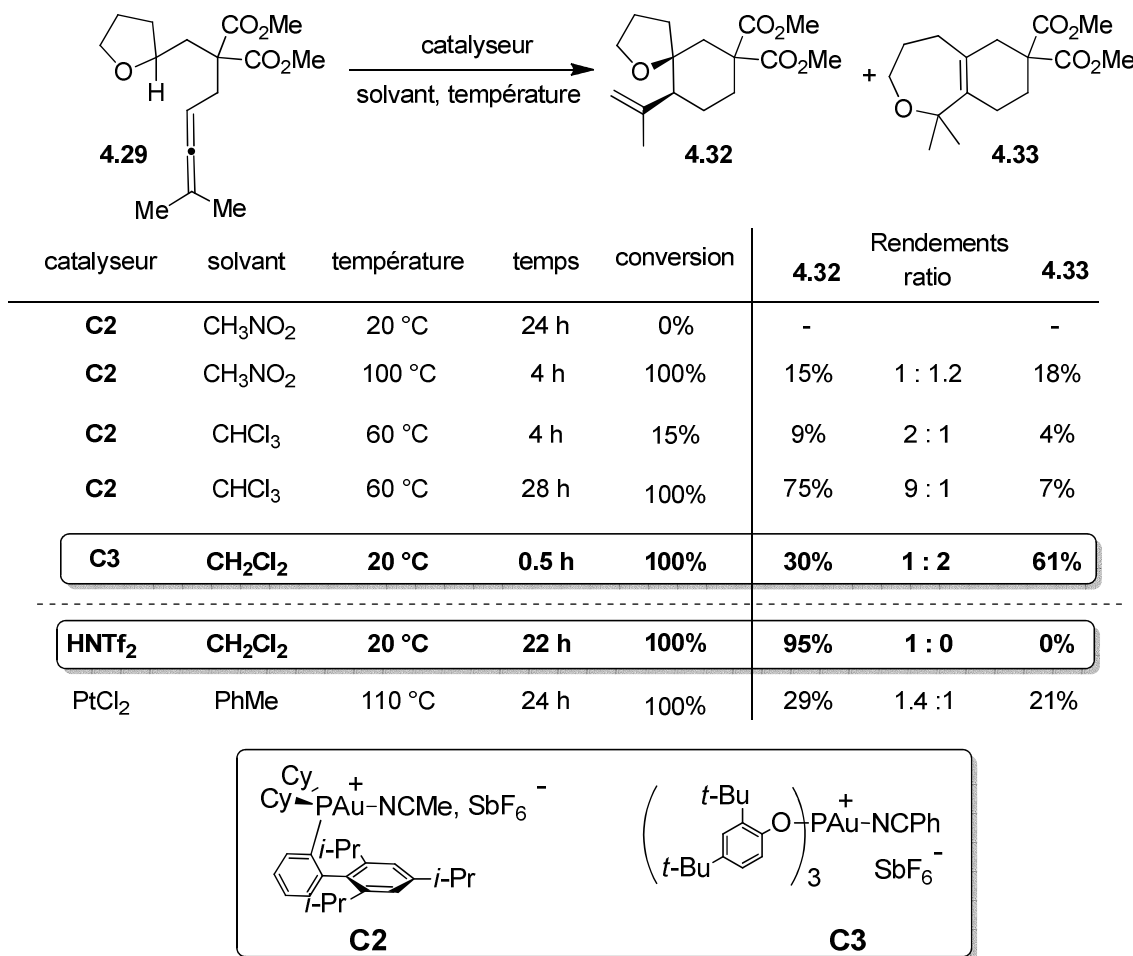 CO₂Me
CO₂Me
O
H
4.29
Me Me
catalyseur
solvant, température
CO₂Me
CO₂Me
O
4.32
+
CO₂Me
CO₂Me
O
4.33
catalyseur solvant température temps conversion 4.32 Rendements ratio 4.33
C2 CH₃NO₂ 20 °C 24 h 0% - -
C2 CH₃NO₂ 100 °C 4 h 100% 15% 1 : 1.2 18%
C2 CHCl₃ 60 °C 4 h 15% 9% 2 : 1 4%
C2 CHCl₃ 60 °C 28 h 100% 75% 9 : 1 7%
C3 CH₂Cl₂ 20 °C 0.5 h 100% 30% 1 : 2 61%
HNTf₂ CH₂Cl₂ 20 °C 22 h 100% 95% 1 : 0 0%
PtCl₂ PhMe 110 °C 24 h 100% 29% 1.4 :1 21%
Cy
Cy PAu NCMe, SbF₆⁻
+
i-Pr
i-Pr
i-Pr
C2
t-Bu
O PAu NCPh
+
t-Bu
3
SbF₆⁻
C3